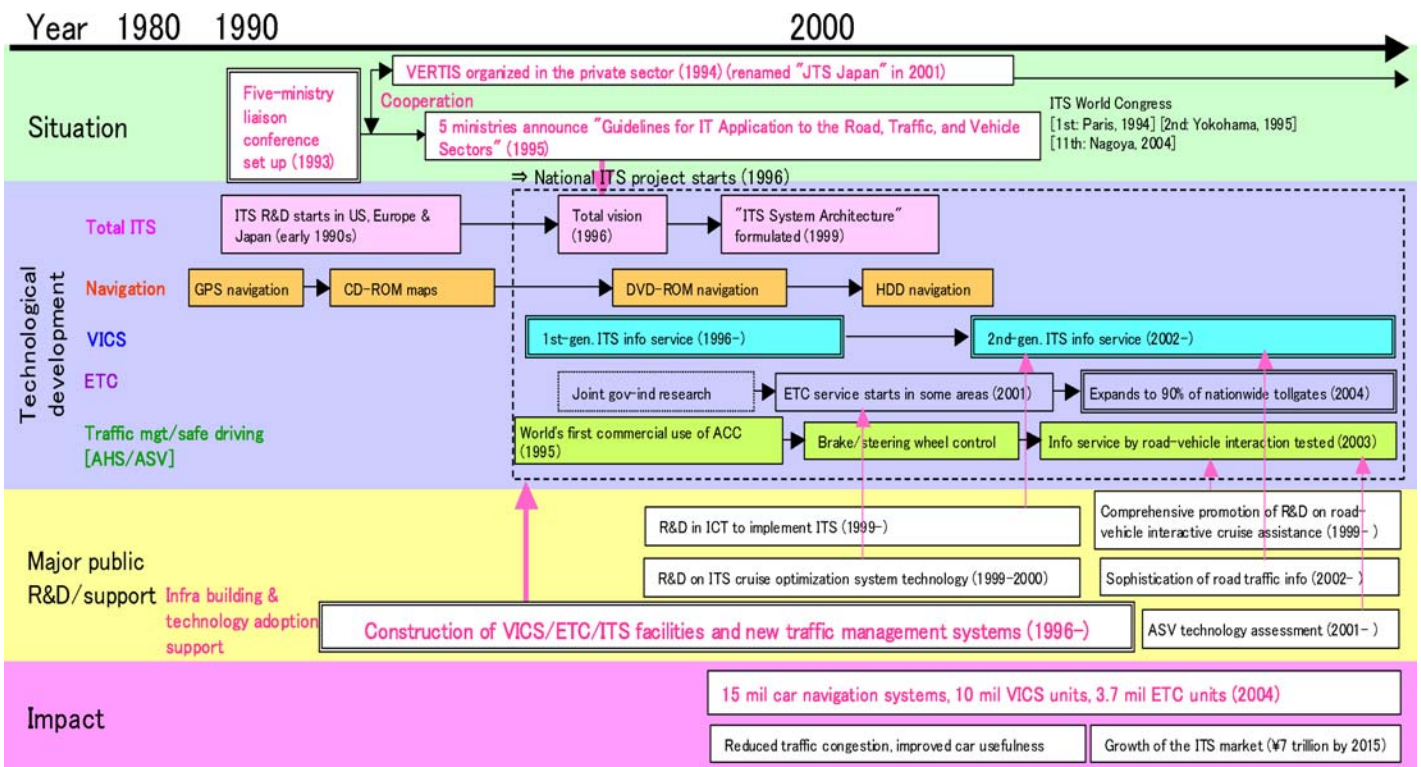 Year 1980 1990 2000
Situation
Five-ministry
liaison
conference
set up (1993)
VERTIS organized in the private sector (1994) (renamed "JTS Japan" in 2001)
Cooperation
5 ministries announce "Guidelines for IT Application to the Road, Traffic, and Vehicle
Sectors" (1995)
ITS World Congress
[1st: Paris, 1994] [2nd: Yokohama, 1995]
[11th: Nagoya, 2004]
⇒ National ITS project starts (1996)
Technological
development
Total ITS
ITS R&D starts in US, Europe &
Japan (early 1990s)
Total vision
(1996)
"ITS System Architecture"
formulated (1999)
Navigation
GPS navigation
CD-ROM maps
DVD-ROM navigation
HDD navigation
VICS
1st-gen. ITS info service (1996-)
2nd-gen. ITS info service (2002-)
ETC
Joint gov-ind research
ETC service starts in some areas (2001)
Expands to 90% of nationwide tollgates (2004)
Traffic mgt/safe driving
[AHS/ASV]
World's first commercial use of ACC
(1995)
Brake/steering wheel control
Info service by road-vehicle interaction tested (2003)
Major public
R&D/support
Infra building &
technology adoption
support
R&D in ICT to implement ITS (1999-)
Comprehensive promotion of R&D on road-
vehicle interactive cruise assistance (1999- )
R&D on ITS cruise optimization system technology (1999-2000)
Sophistication of road traffic info (2002- )
Construction of VICS/ETC/ITS facilities and new traffic management systems (1996-)
ASV technology assessment (2001- )
Impact
15 mil car navigation systems, 10 mil VICS units, 3.7 mil ETC units (2004)
Reduced traffic congestion, improved car usefulness
Growth of the ITS market (¥7 trillion by 2015)